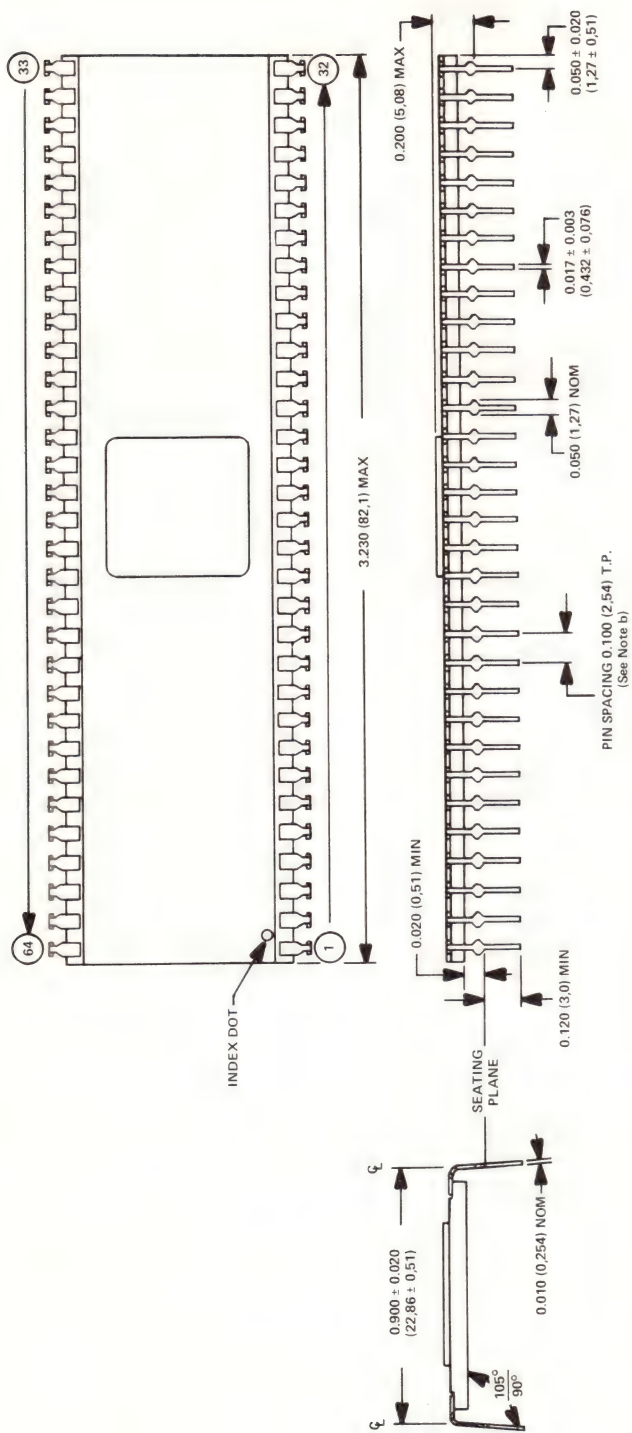 33
32
64
1
INDEX DOT
3.230 (82,1) MAX
0.200 (5,08) MAX
0.050 ± 0.020
(1,27 ± 0,51)
0.017 ± 0.003
(0,432 ± 0,076)
0.050 (1,27) NOM
PIN SPACING 0.100 (2,54) T.P.
(See Note b)
0.020 (0,51) MIN
0.120 (3,0) MIN
SEATING
PLANE
℄
℄
0.900 ± 0.020
(22,86 ± 0,51)
0.010 (0,254) NOM
105°
90°